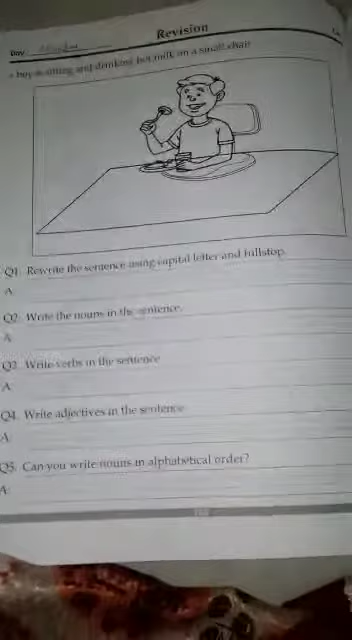 Revision
Day
a boy is sitting and drinking hot milk on a small chair
Q1. Rewrite the sentence using capital letter and fullstop.
A:
Q2. Write the nouns in the sentence.
A:
Q3. Write verbs in the sentence
A:
Q4. Write adjectives in the sentence
A:
Q5. Can you write nouns in alphabetical order?
A: